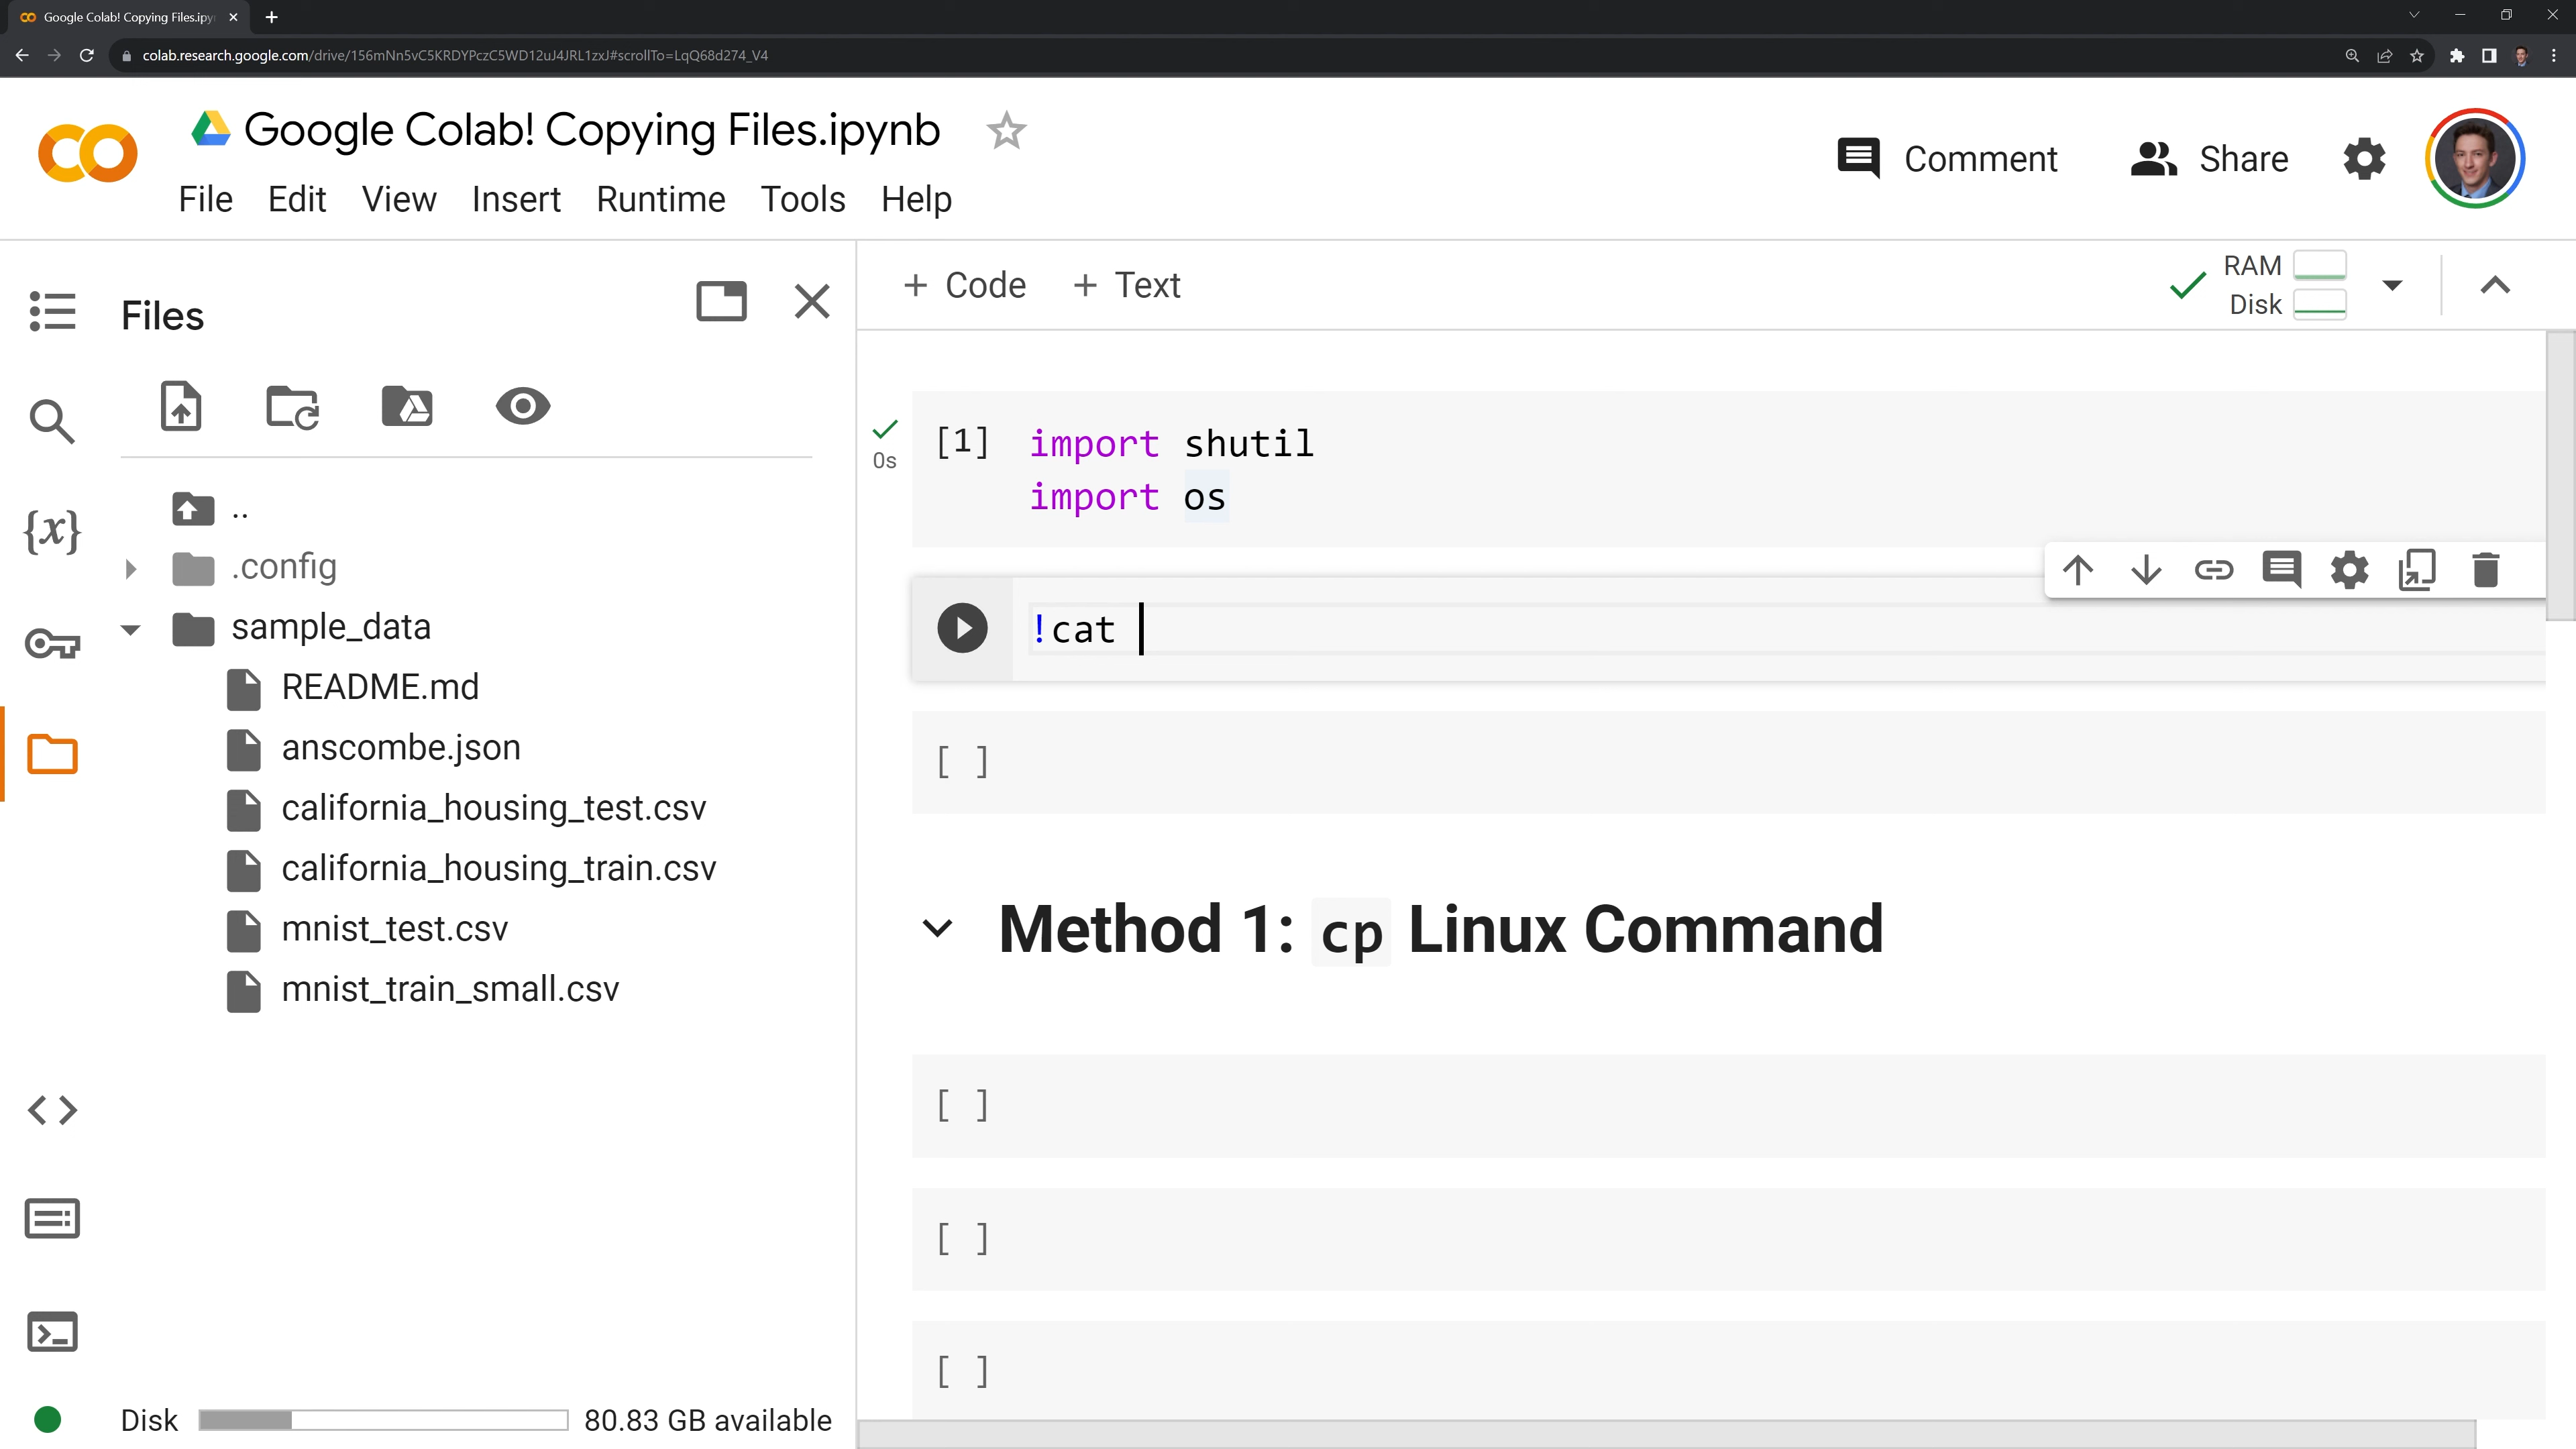 Google Colab! Copying Files.ipy
colab.research.google.com/drive/156mNn5vC5KRDYPczC5WD12uJ4JRL1zxJ#scrollTo=LqQ68d274_V4
Google Colab! Copying Files.ipynb
File Edit View Insert Runtime Tools Help
Comment
Share
Files
+ Code + Text
RAM
Disk
..
.config
sample_data
README.md
anscombe.json
california_housing_test.csv
california_housing_train.csv
mnist_test.csv
mnist_train_small.csv
{x}
Disk
80.83 GB available
0s
[1] import shutil
import os
!cat
[ ]
Method 1: cp Linux Command
[ ]
[ ]
[ ]